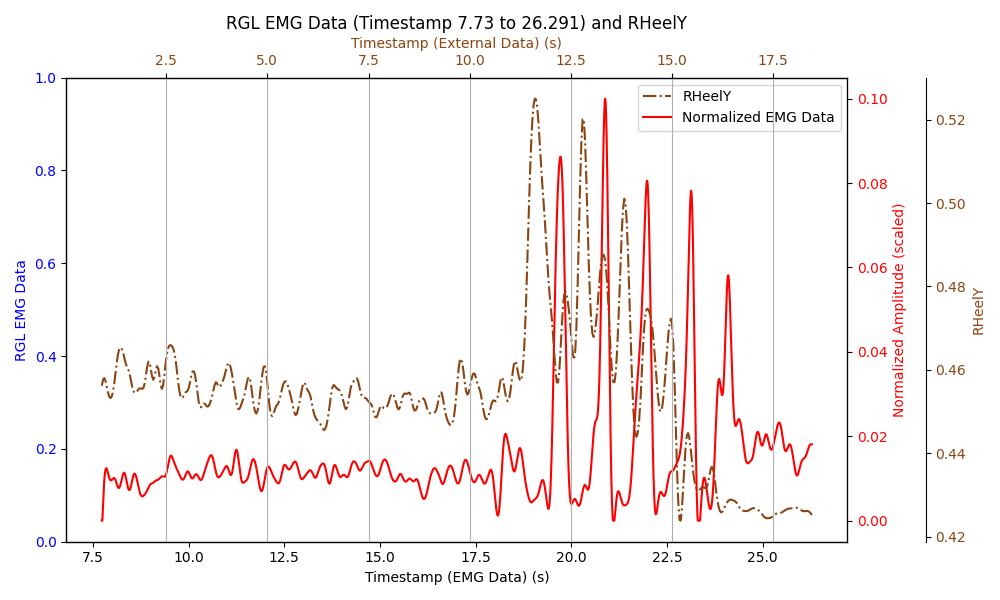 RGL EMG Data (Timestamp 7.73 to 26.291) and RHeelY
Timestamp (External Data) (s)
2.5 5.0 7.5 10.0 12.5 15.0 17.5
RHeelY
Normalized EMG Data
1.0
0.8
0.6
0.4
0.2
0.0
RGL EMG Data
0.10
0.08
0.06
0.04
0.02
0.00
Normalized Amplitude (scaled)
0.52
0.50
0.48
0.46
0.44
0.42
RHeelY
7.5 10.0 12.5 15.0 17.5 20.0 22.5 25.0
Timestamp (EMG Data) (s)